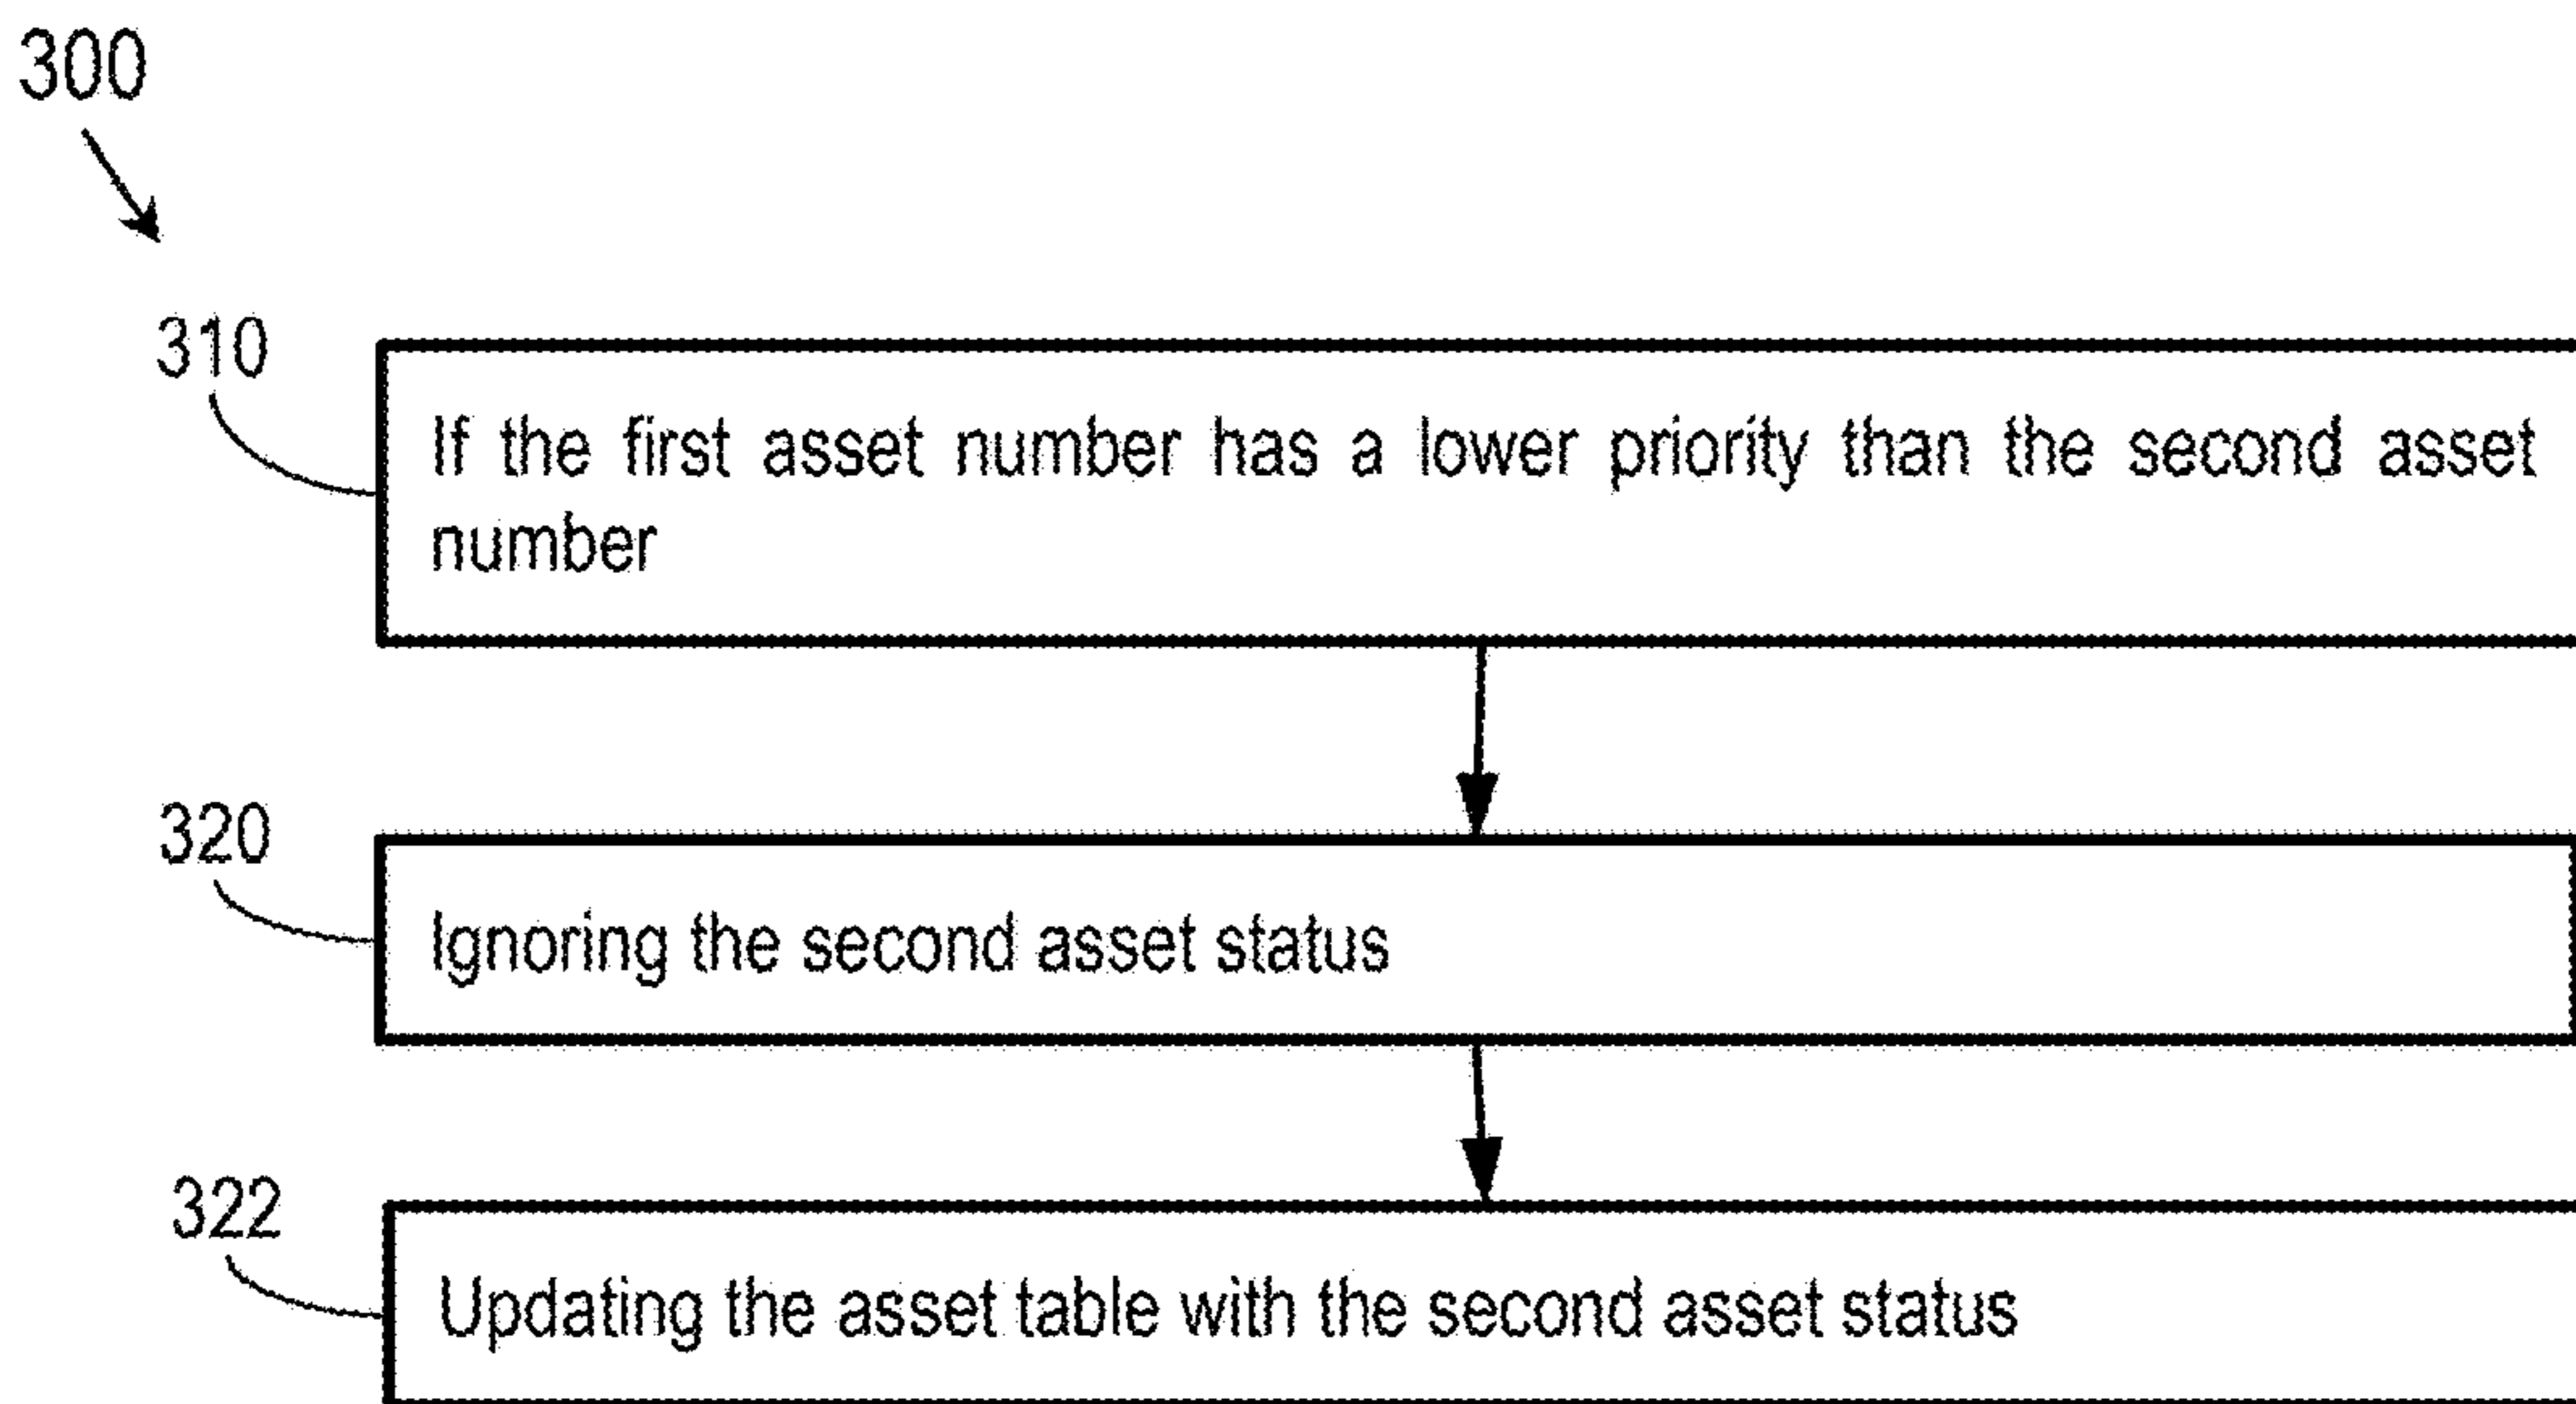 300
310
If the first asset number has a lower priority than the second asset
number
320
Ignoring the second asset status
322
Updating the asset table with the second asset status